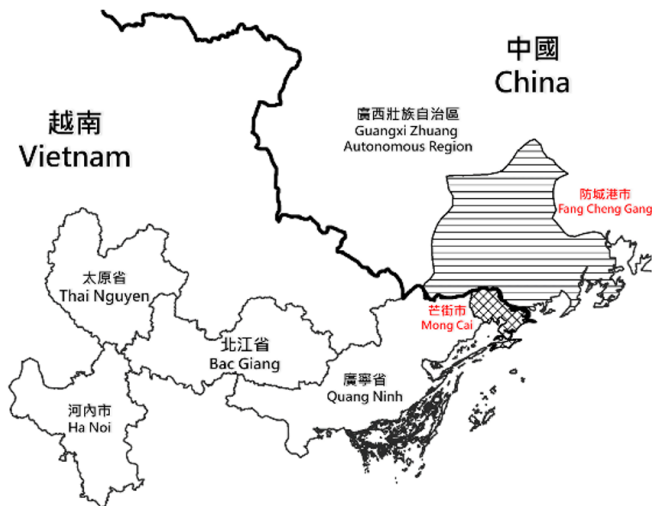 中國
China
越南
Vietnam
廣西壯族自治區
Guangxi Zhuang
Autonomous Region
防城港市
Fang Cheng Gang
太原省
Thai Nguyen
芒街市
Mong Cai
北江省
Bac Giang
廣寧省
Quang Ninh
河內市
Ha Noi